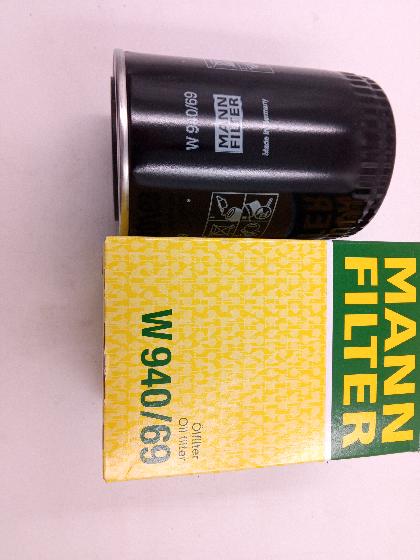 W 940/69
MANN
FILTER
Made in Germany
MANN
FILTER
W 940/69
Ölfilter
Oil filter